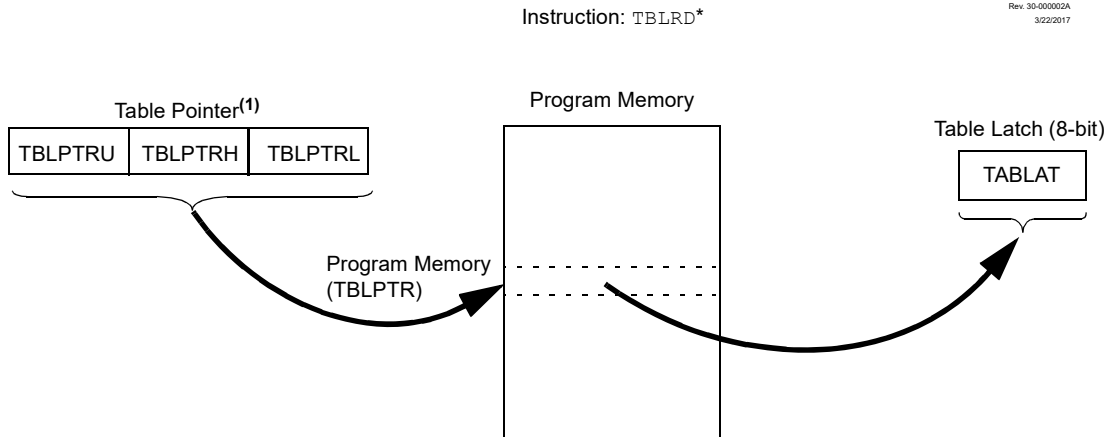 Instruction: TBLRD*
Rev. 30-000002A
3/22/2017
Table Pointer(1)
Program Memory
Table Latch (8-bit)
TBLPTRU TBLPTRH TBLPTRL
TABLAT
Program Memory
(TBLPTR)